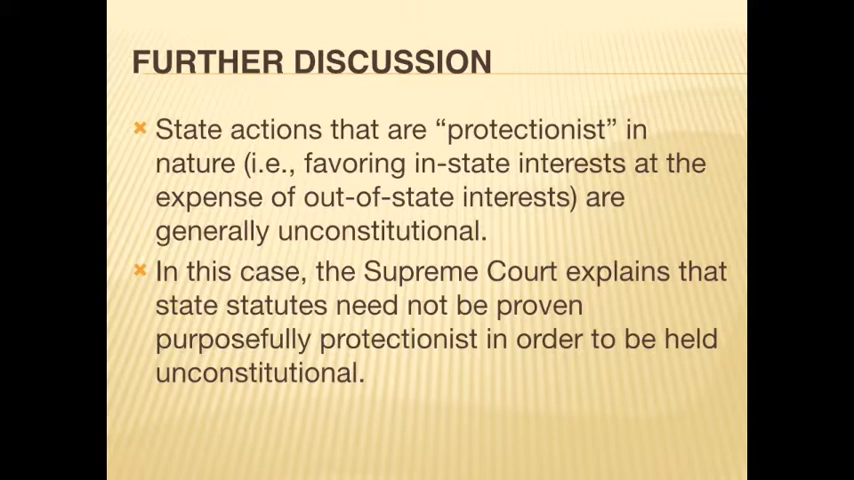 FURTHER DISCUSSION
State actions that are “protectionist” in
nature (i.e., favoring in-state interests at the
expense of out-of-state interests) are
generally unconstitutional.
In this case, the Supreme Court explains that
state statutes need not be proven
purposefully protectionist in order to be held
unconstitutional.